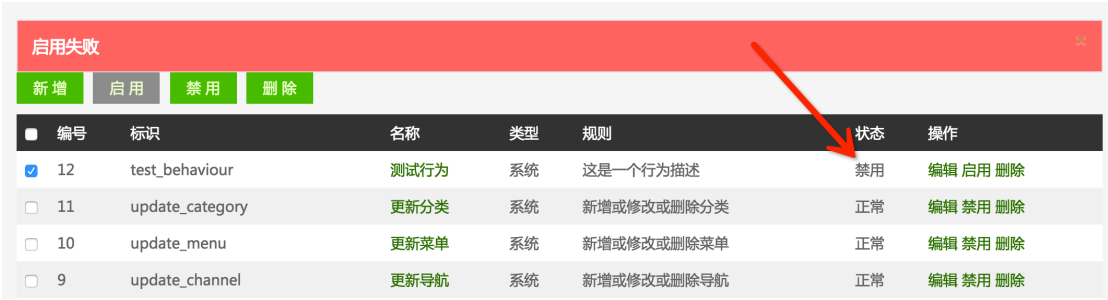 启用失败
新 增 启 用 禁 用 删 除
编号 标识 名称 类型 规则 状态 操作
12 test_behaviour 测试行为 系统 这是一个行为描述 禁用 编辑 启用 删除
11 update_category 更新分类 系统 新增或修改或删除分类 正常 编辑 禁用 删除
10 update_menu 更新菜单 系统 新增或修改或删除菜单 正常 编辑 禁用 删除
9 update_channel 更新导航 系统 新增或修改或删除导航 正常 编辑 禁用 删除